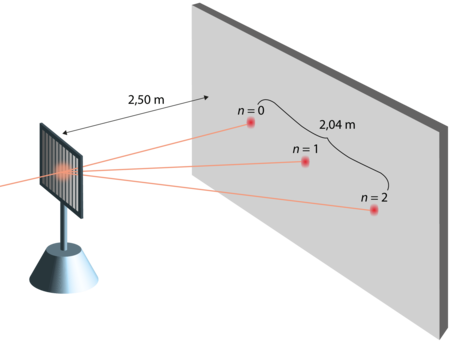 2,50 m
n = 0
2,04 m
n = 1
n = 2